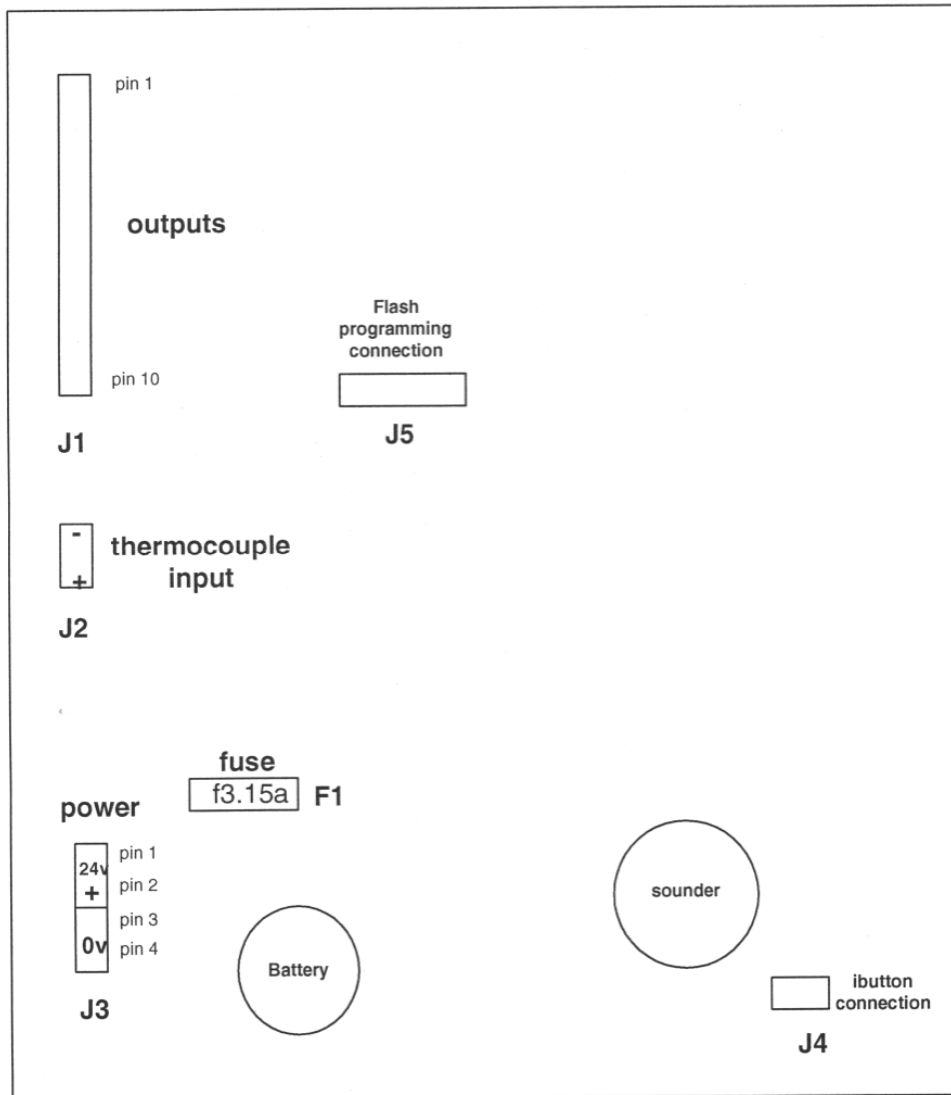 pin 1
outputs
pin 10
J1
Flash
programming
connection
J5
-
+
thermocouple
input
J2
fuse
f3.15a
F1
power
24v
+
0v
pin 1
pin 2
pin 3
pin 4
J3
Battery
sounder
ibutton
connection
J4